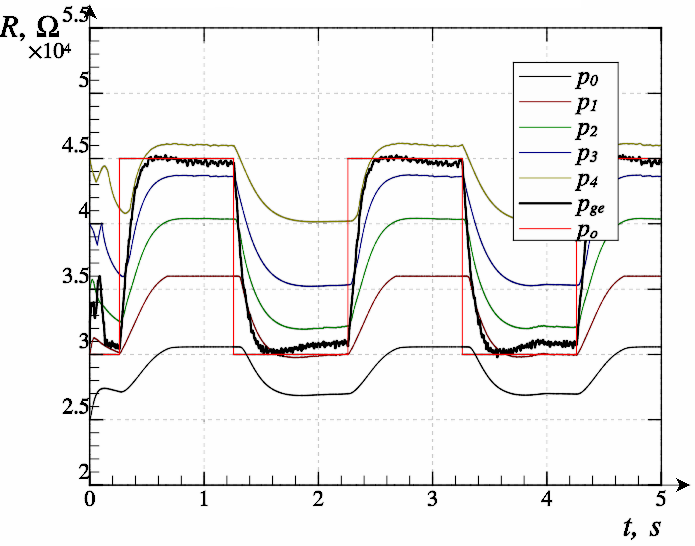 5.5
R, Ω
×10⁴
5
4.5
4
3.5
3
2.5
2
p₀
p₁
p₂
p₃
p₄
p_ge
p_o
0 1 2 3 4 5
t, s